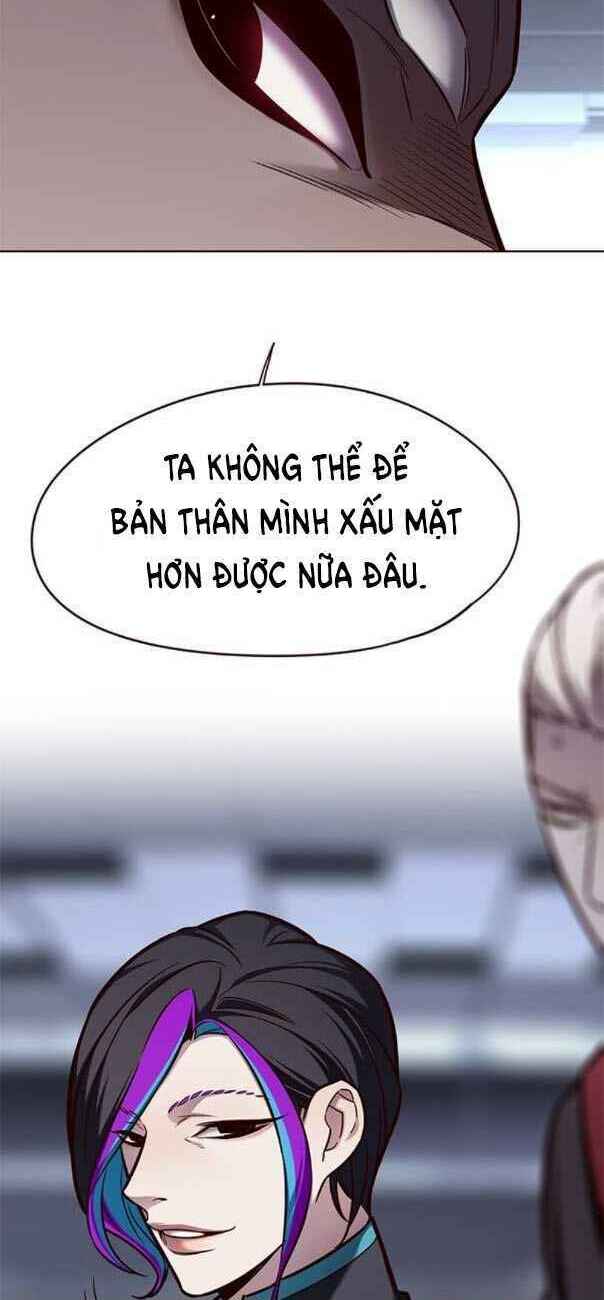 TA KHÔNG THỂ ĐỂ
BẢN THÂN MÌNH XẤU MẶT
HƠN ĐƯỢC NỮA ĐÂU.